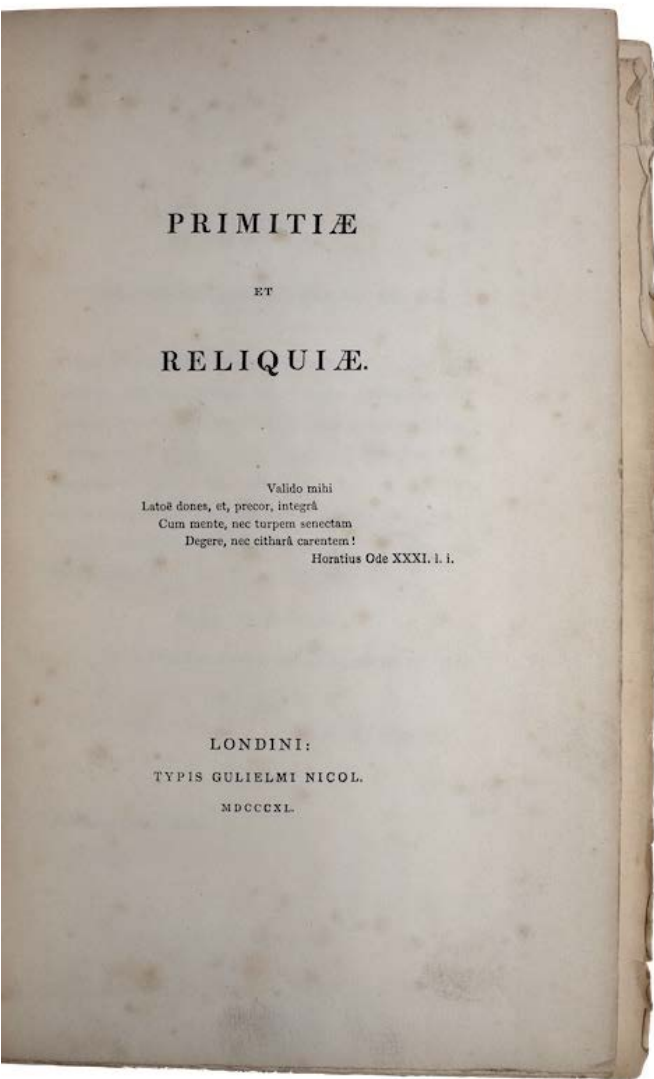 PRIMITIÆ
ET
RELIQUIÆ.
Valido mihi
Latoë dones, et, precor, integrâ
Cum mente, nec turpem senectam
Degere, nec citharâ carentem!
Horatius Ode XXXI. l. i.
LONDINI:
TYPIS GULIELMI NICOL.
MDCCCXL.